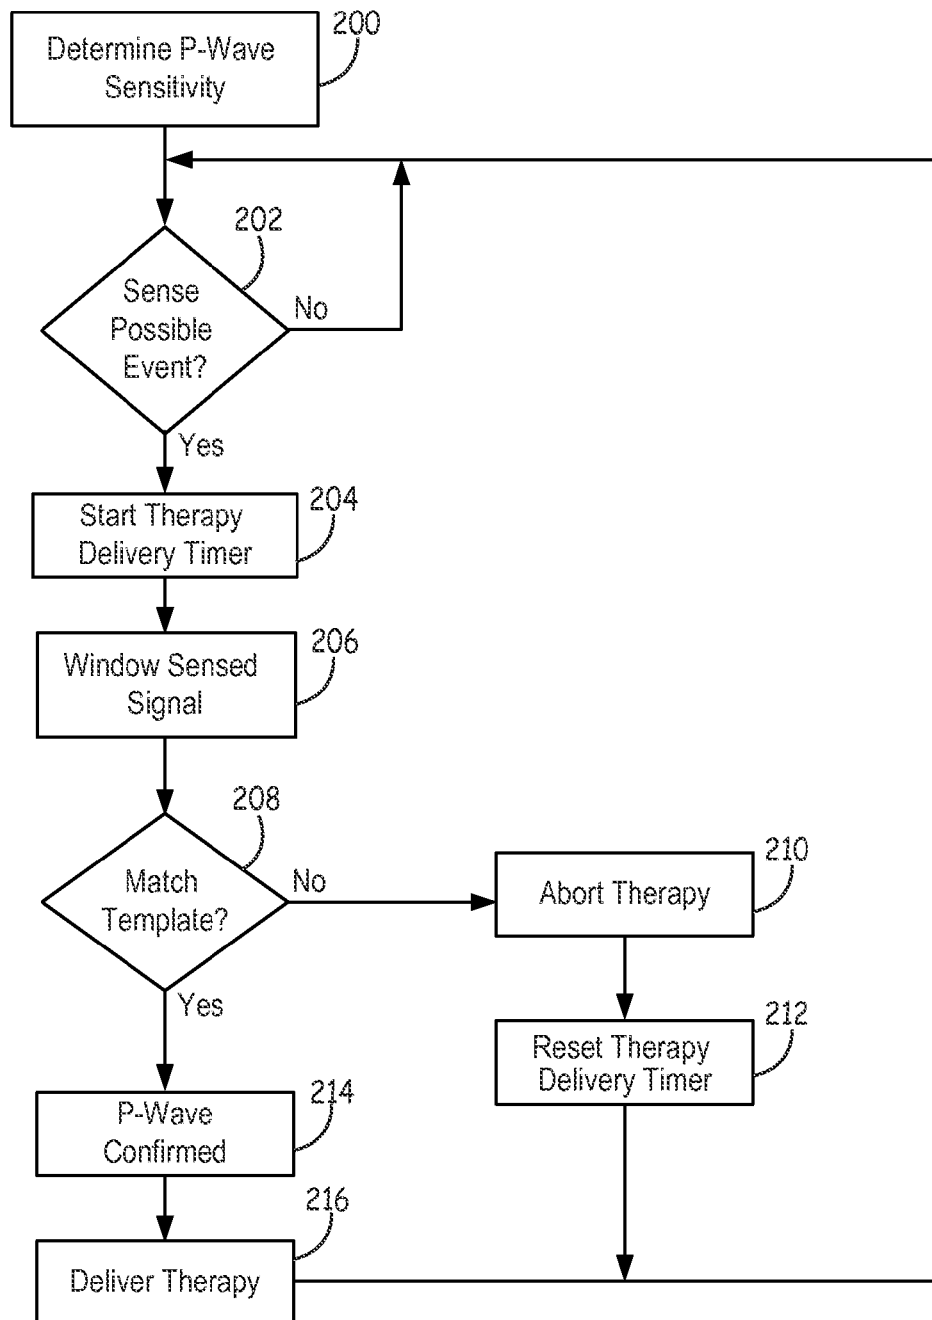 200
Determine P-Wave
Sensitivity
202
Sense
Possible
Event?
No
Yes
204
Start Therapy
Delivery Timer
206
Window Sensed
Signal
208
Match
Template?
No
Yes
210
Abort Therapy
212
Reset Therapy
Delivery Timer
214
P-Wave
Confirmed
216
Deliver Therapy